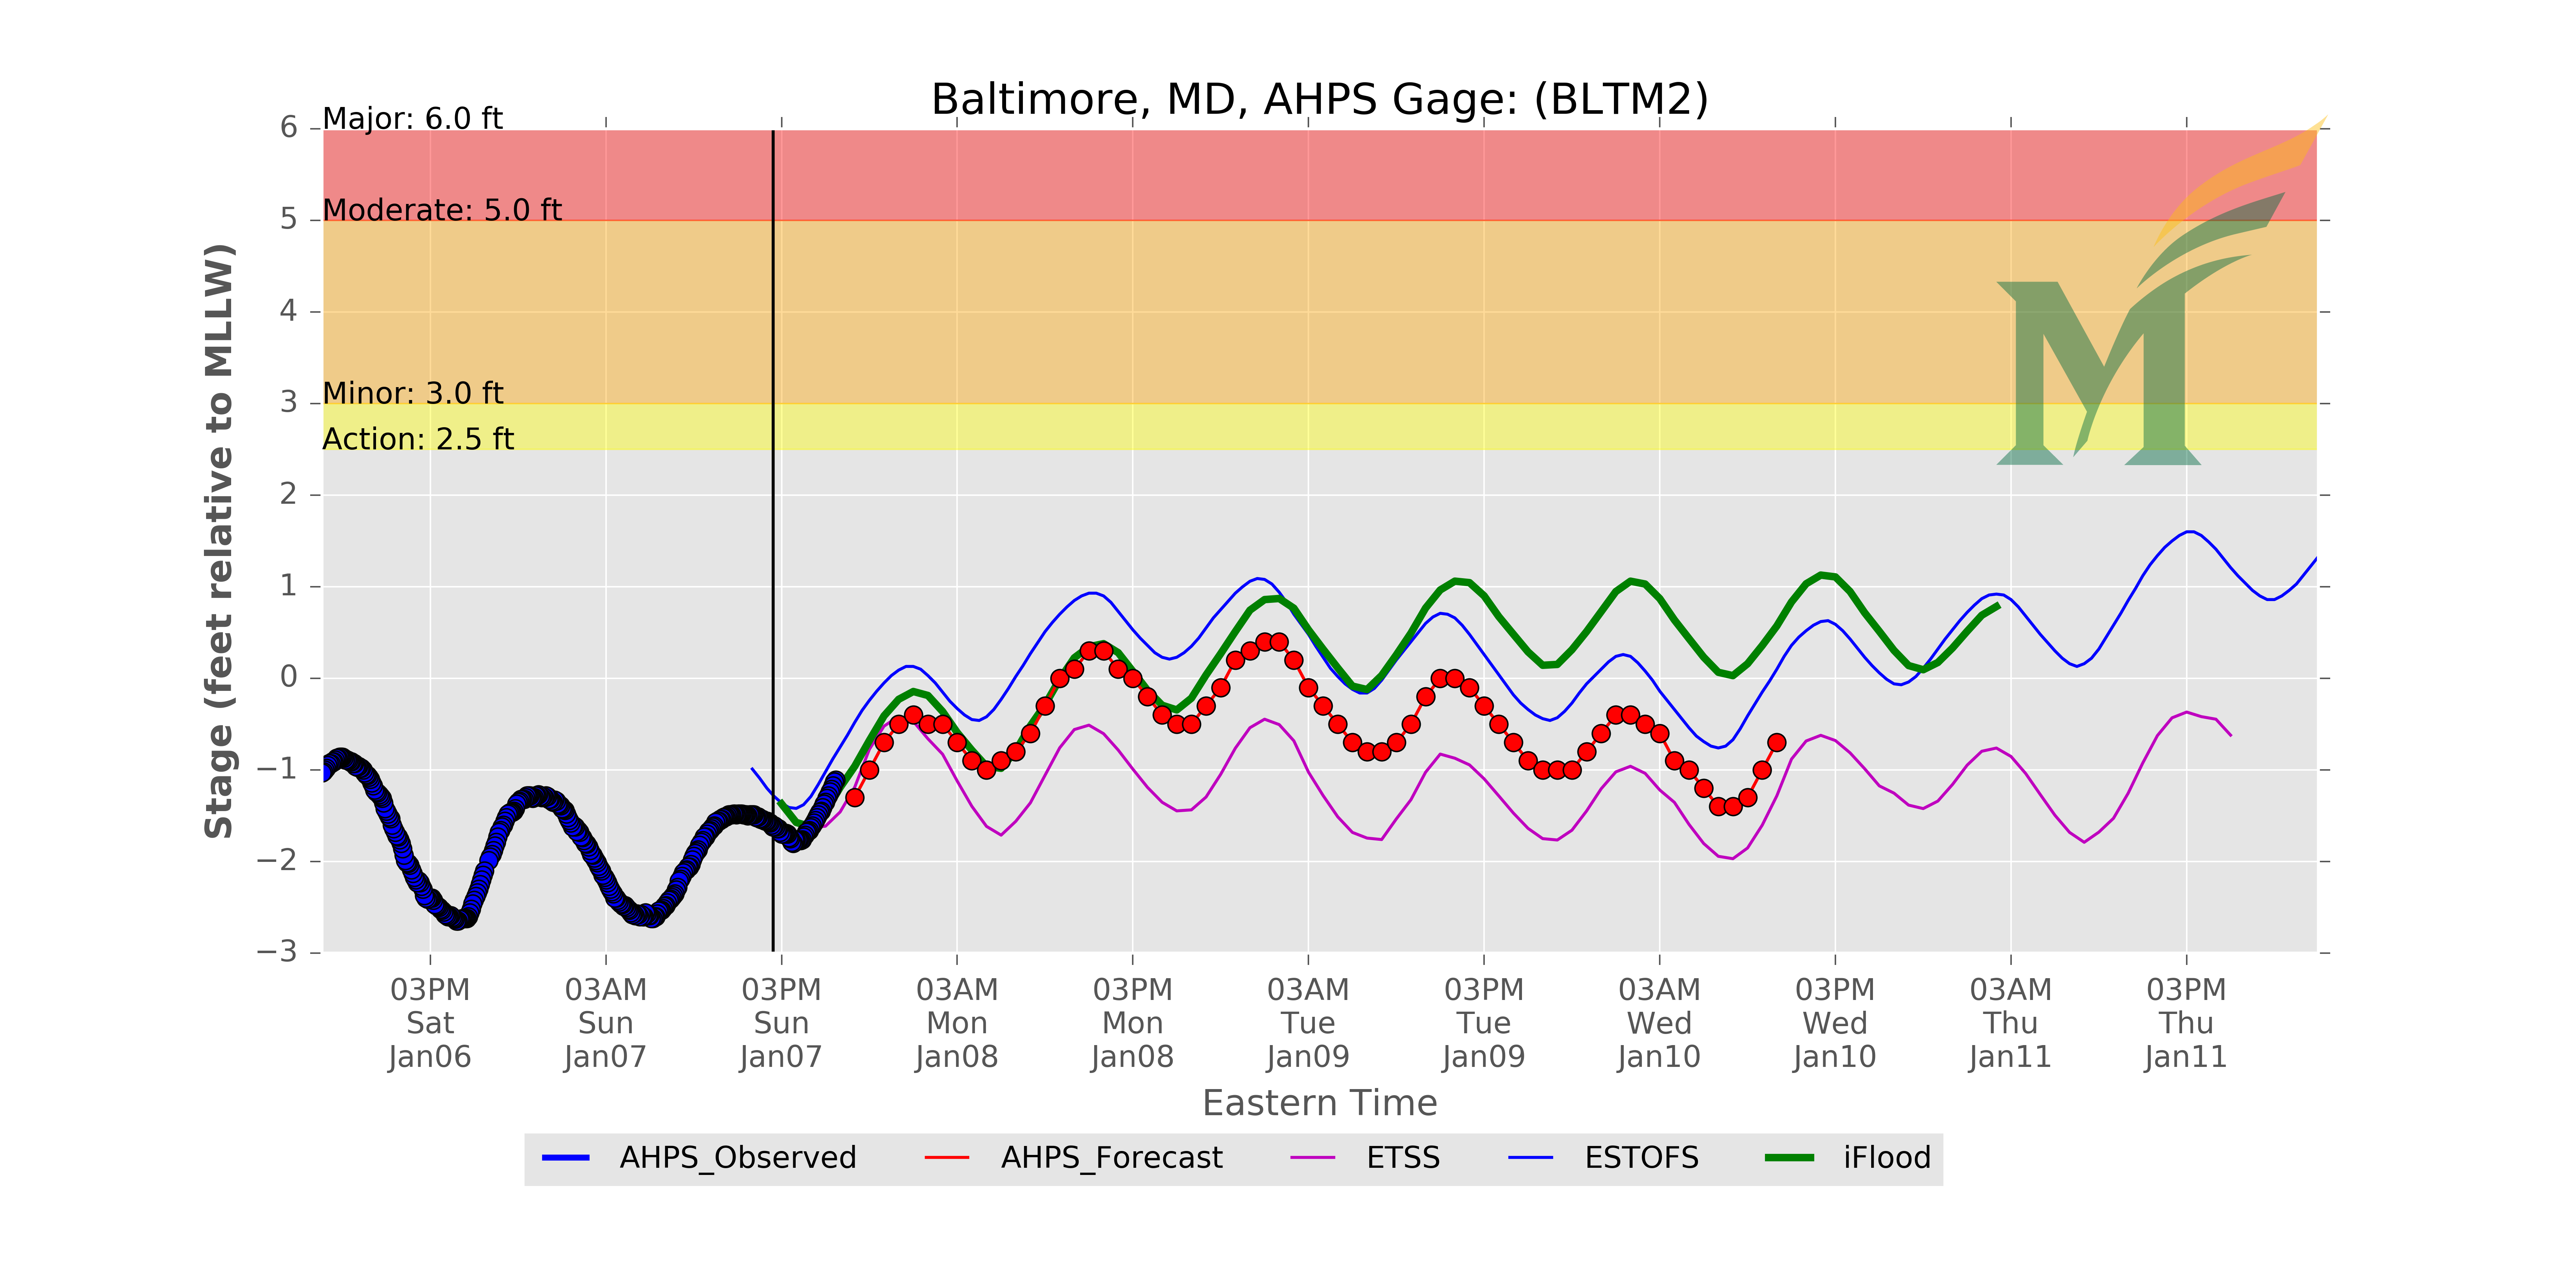 Baltimore, MD, AHPS Gage: (BLTM2)
Major: 6.0 ft
Moderate: 5.0 ft
Minor: 3.0 ft
Action: 2.5 ft
6
5
4
3
2
1
0
−1
−2
−3
Stage (feet relative to MLLW)
03PM 03AM 03PM 03AM 03PM 03AM 03PM 03AM 03PM 03AM 03PM
Sat Sun Sun Mon Mon Tue Tue Wed Wed Thu Thu
Jan06 Jan07 Jan07 Jan08 Jan08 Jan09 Jan09 Jan10 Jan10 Jan11 Jan11
Eastern Time
AHPS_Observed AHPS_Forecast ETSS ESTOFS iFlood
M